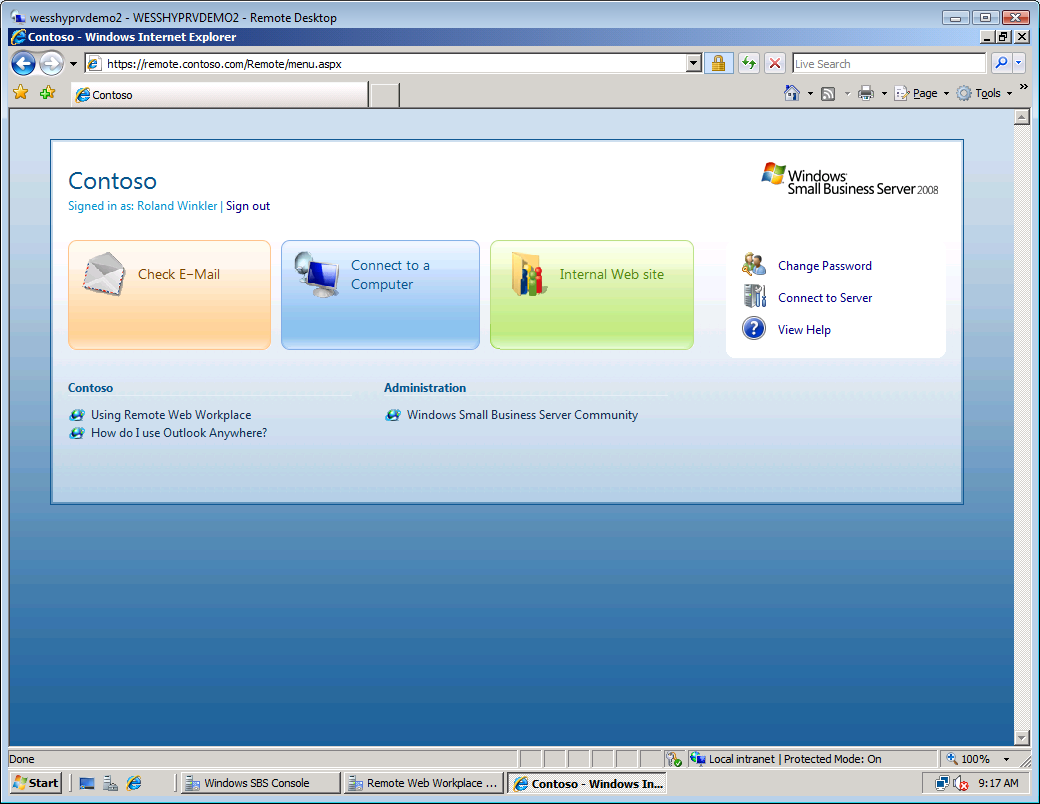 wesshyprvdemo2 - WESSHYPRVDEMO2 - Remote Desktop
Contoso - Windows Internet Explorer
https://remote.contoso.com/Remote/menu.aspx
Live Search
Contoso
Page
Tools
»
Contoso
Signed in as: Roland Winkler | Sign out
Windows
Small Business Server 2008
Check E-Mail
Connect to a
Computer
Internal Web site
Change Password
Connect to Server
View Help
Contoso
Administration
Using Remote Web Workplace
Windows Small Business Server Community
How do I use Outlook Anywhere?
Done
Local intranet | Protected Mode: On
100%
Start
Windows SBS Console
Remote Web Workplace ...
Contoso - Windows In...
9:17 AM